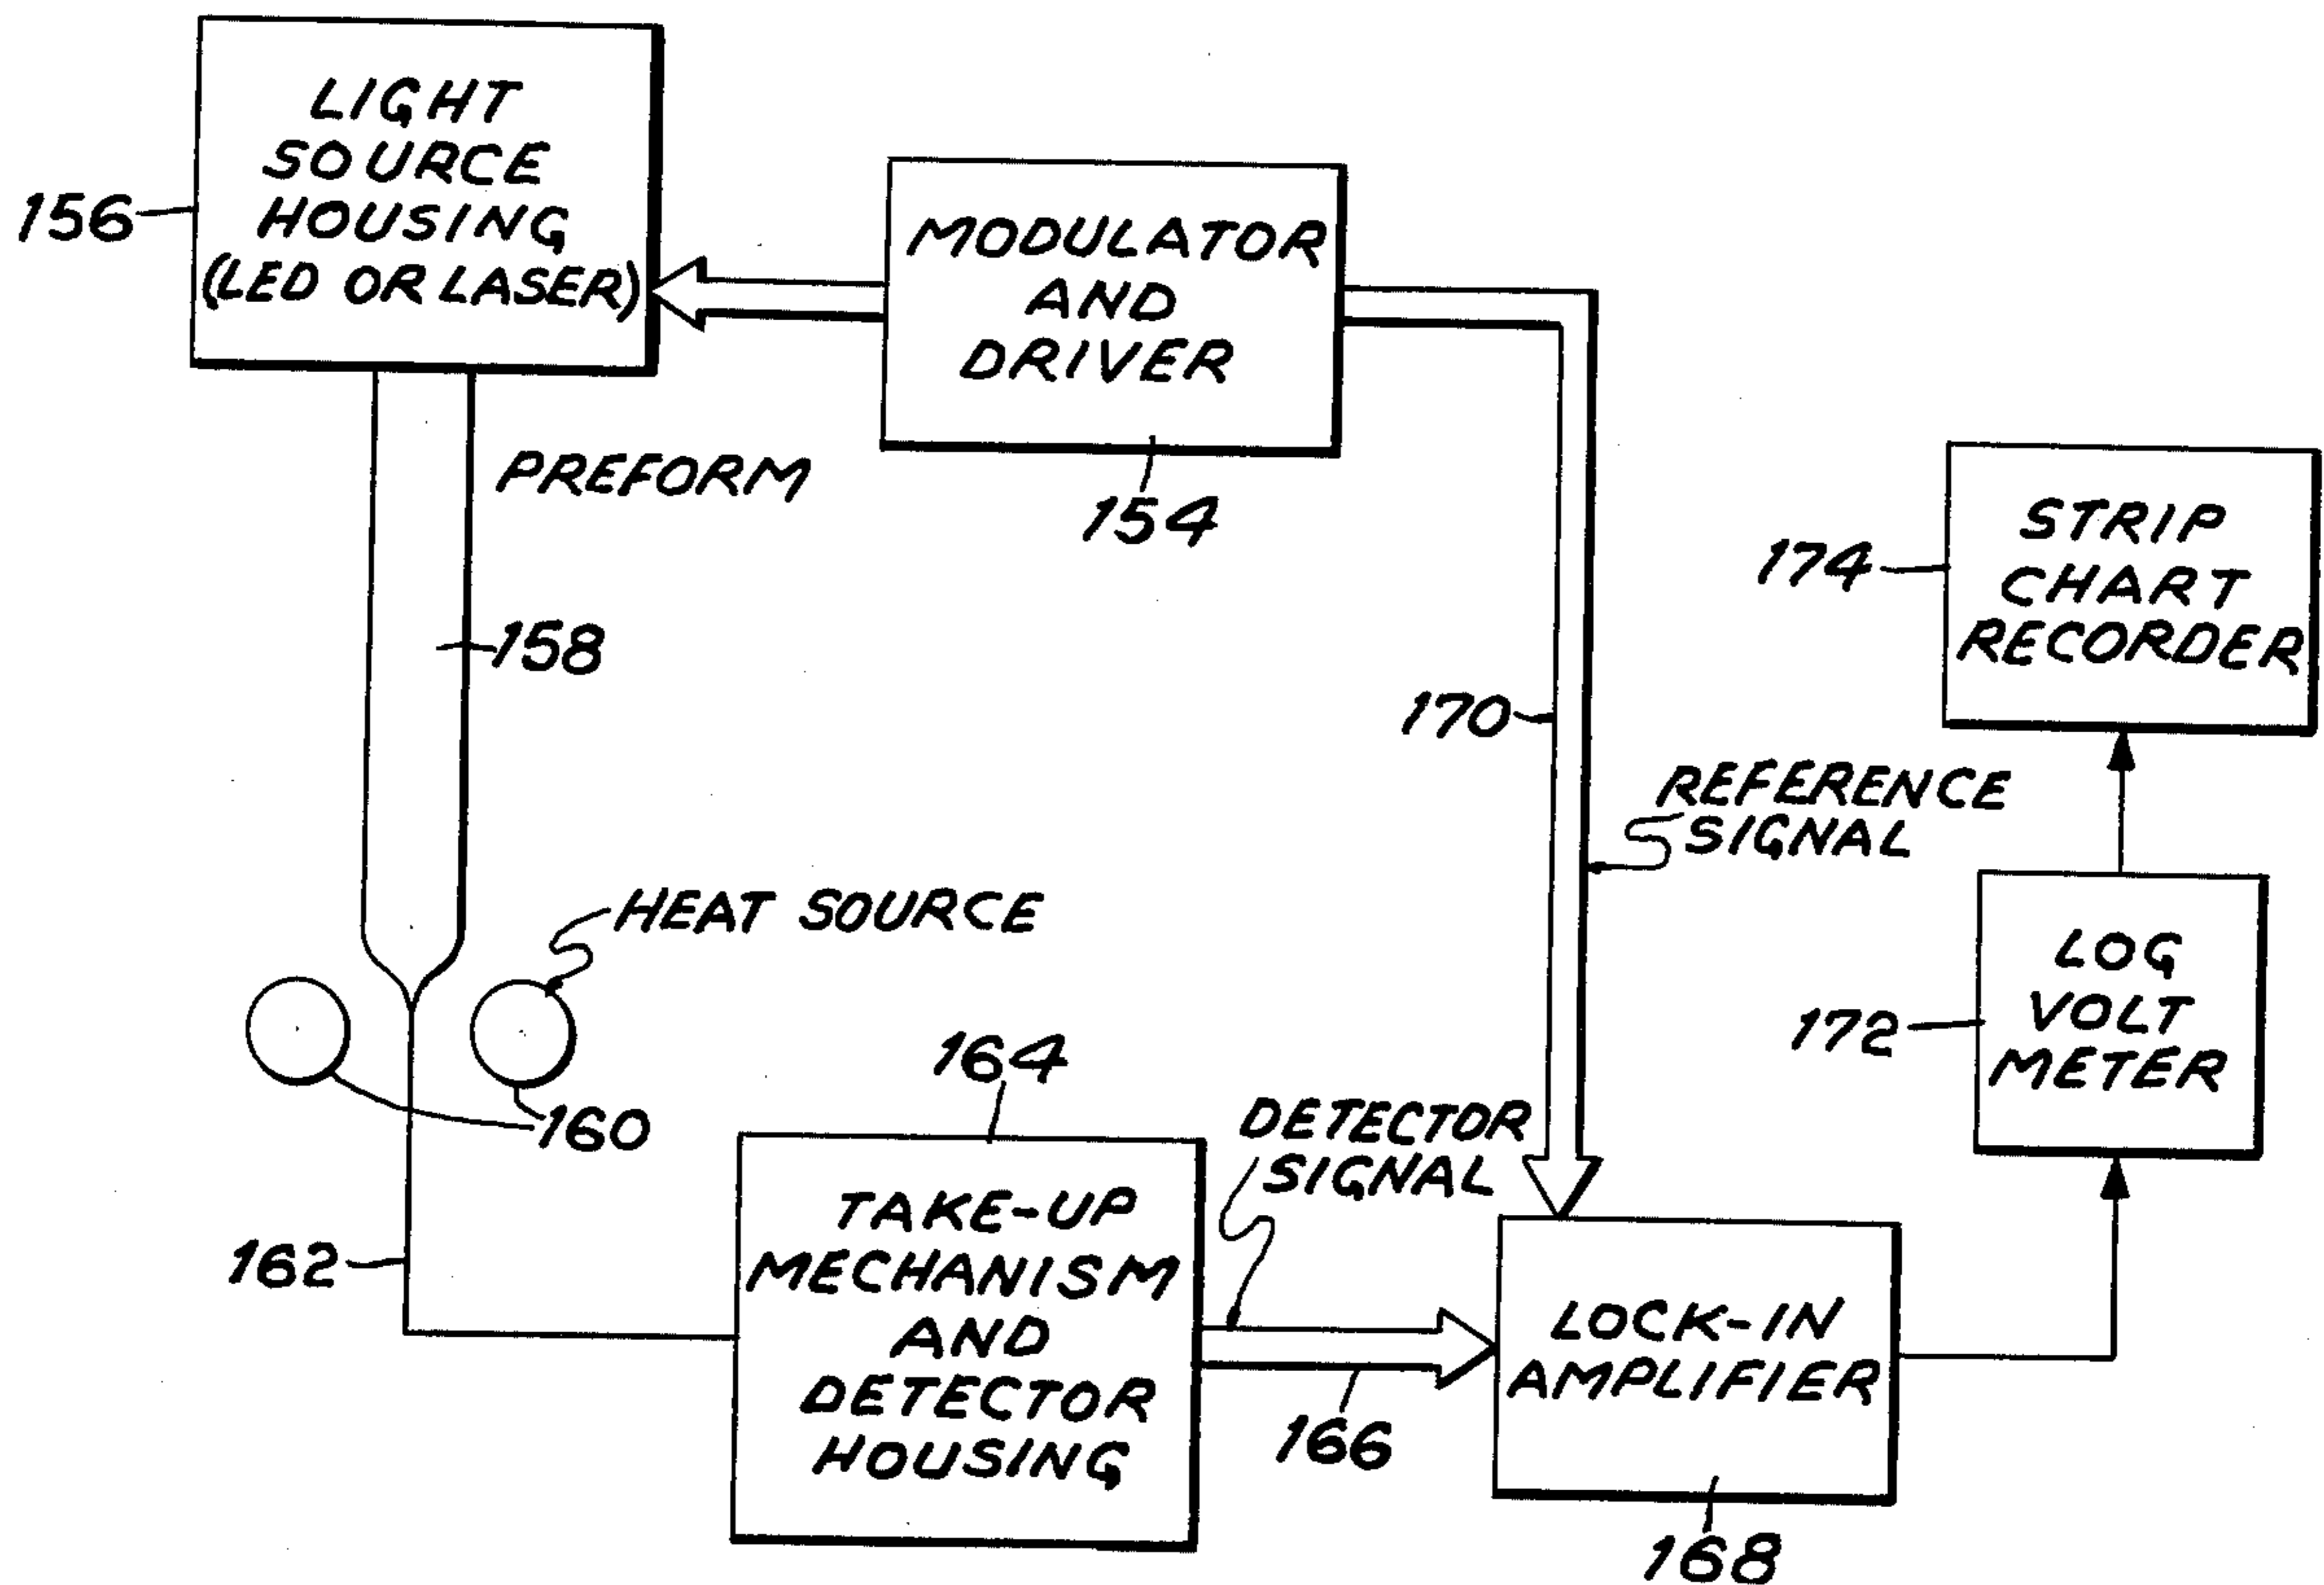 LIGHT
SOURCE
HOUSING
(LED OR LASER)
156
MODULATOR
AND
DRIVER
154
PREFORM
158
STRIP
CHART
RECORDER
174
170
REFERENCE
SIGNAL
HEAT SOURCE
160
LOG
VOLT
METER
172
162
164
TAKE-UP
MECHANISM
AND
DETECTOR
HOUSING
DETECTOR
SIGNAL
166
LOCK-IN
AMPLIFIER
168